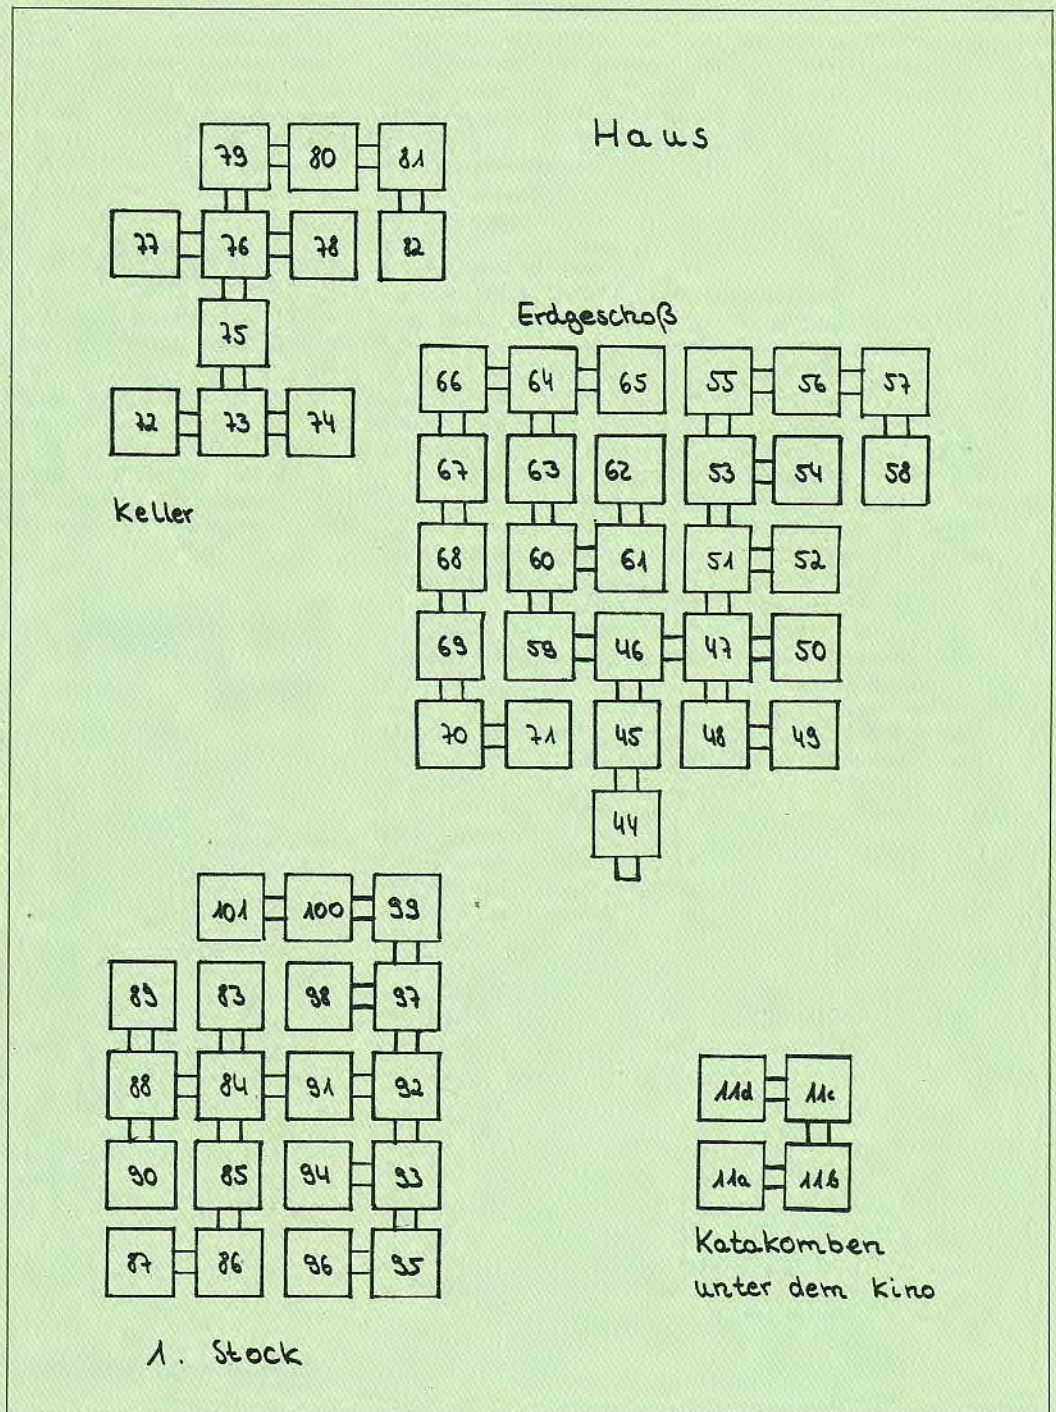 Haus
79 80 81
77 76 78 82
75
72 73 74
Keller
Erdgeschoß
66 64 65 55 56 57
67 63 62 53 54 58
68 60 61 51 52
69 59 46 47 50
70 71 45 48 49
44
101 100 99
89 83 98 97
88 84 91 92
90 85 94 93
87 86 96 95
1. Stock
11d 11c
11a 11b
Katakomben
unter dem Kino